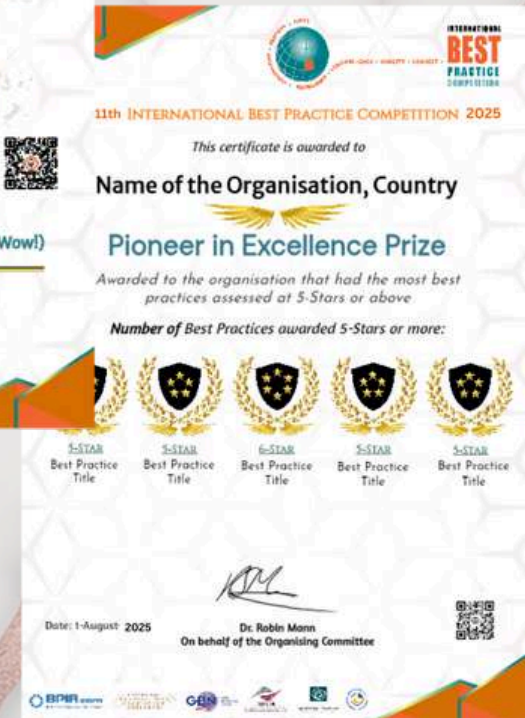 INTERNATIONAL
BEST
PRACTICE
COMPETITION
11th INTERNATIONAL BEST PRACTICE COMPETITION 2025
This certificate is awarded to
Name of the Organisation, Country
Wow!)
Pioneer in Excellence Prize
Awarded to the organisation that had the most best
practices assessed at 5-Stars or above
Number of Best Practices awarded 5-Stars or more:
5-STAR 5-STAR 6-STAR 5-STAR 5-STAR
Best Practice Best Practice Best Practice Best Practice Best Practice
Title Title Title Title Title
Date: 1-August 2025
Dr. Robin Mann
On behalf of the Organising Committee
BPIR.com GBN